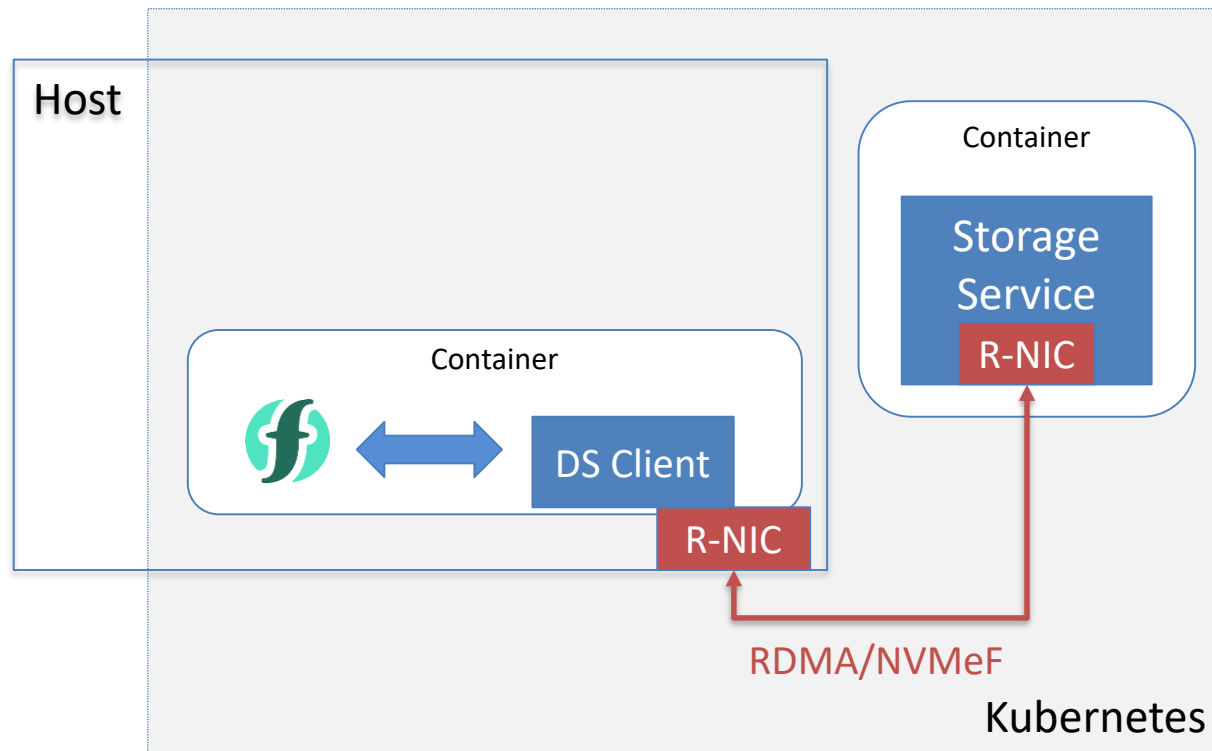 Host
Container
Storage
Service
R-NIC
Container
DS Client
R-NIC
RDMA/NVMeF
Kubernetes